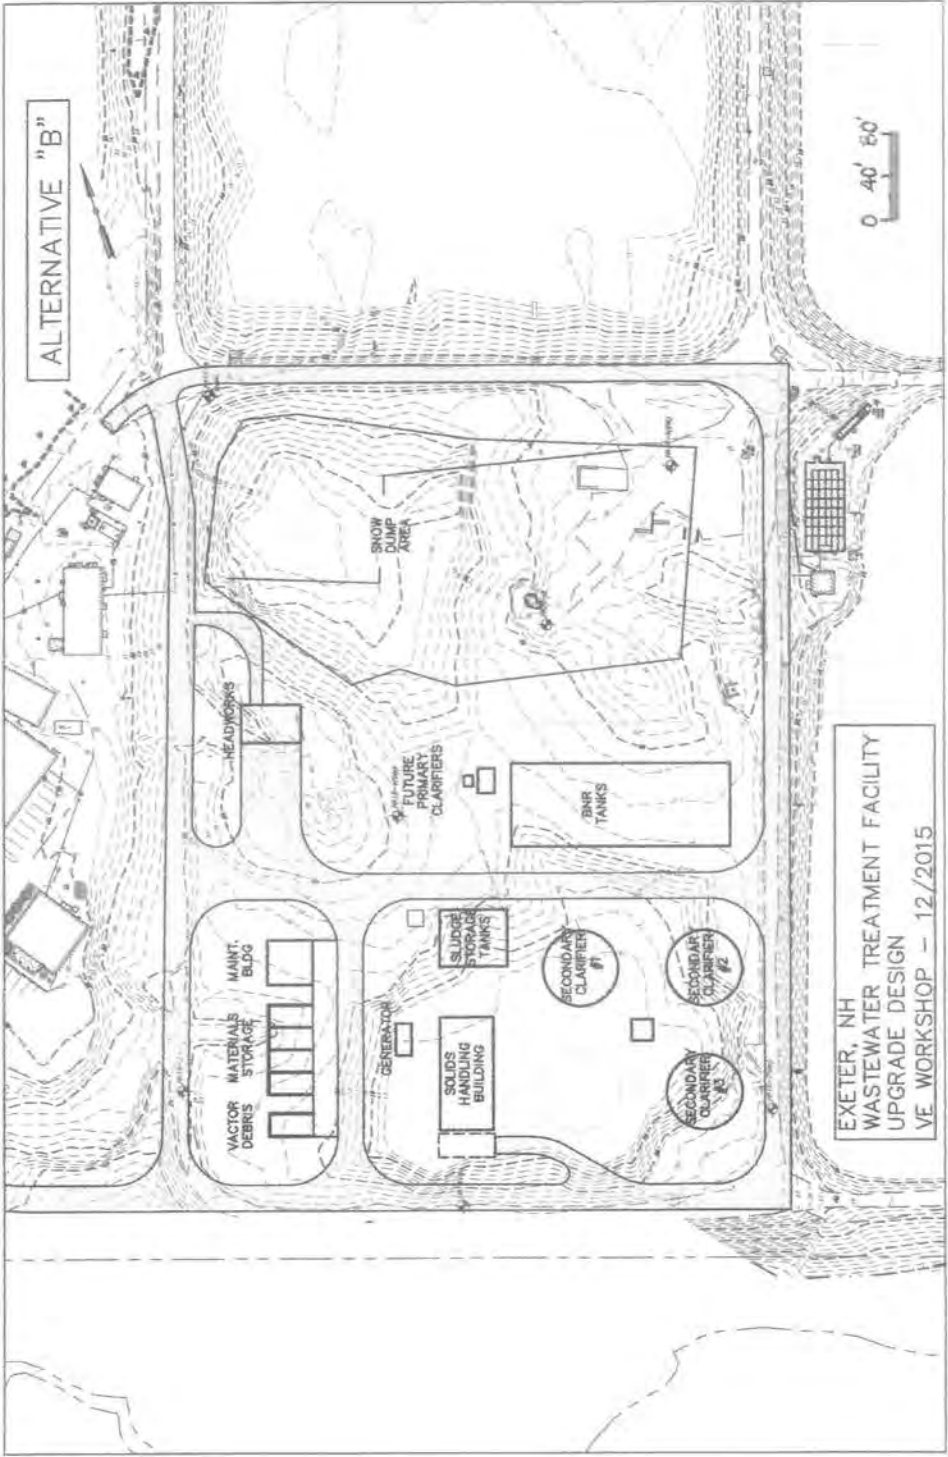 ALTERNATIVE "B"
0 40' 80'
SNOW
DUMP
AREA
HEADWORKS
FUTURE
PRIMARY
CLARIFIERS
BNR
TANKS
MAINT.
BLDG
MATERIALS
STORAGE
VACTOR
DEBRIS
GENERATOR
SLUDGE
STORAGE
TANKS
SOLIDS
HANDLING
BUILDING
SECONDARY
CLARIFIER
#1
SECONDAR
CLARIFIER
#2
SECONDARY
CLARIFIER
#3
EXETER, NH
WASTEWATER TREATMENT FACILITY
UPGRADE DESIGN
VE WORKSHOP – 12/2015